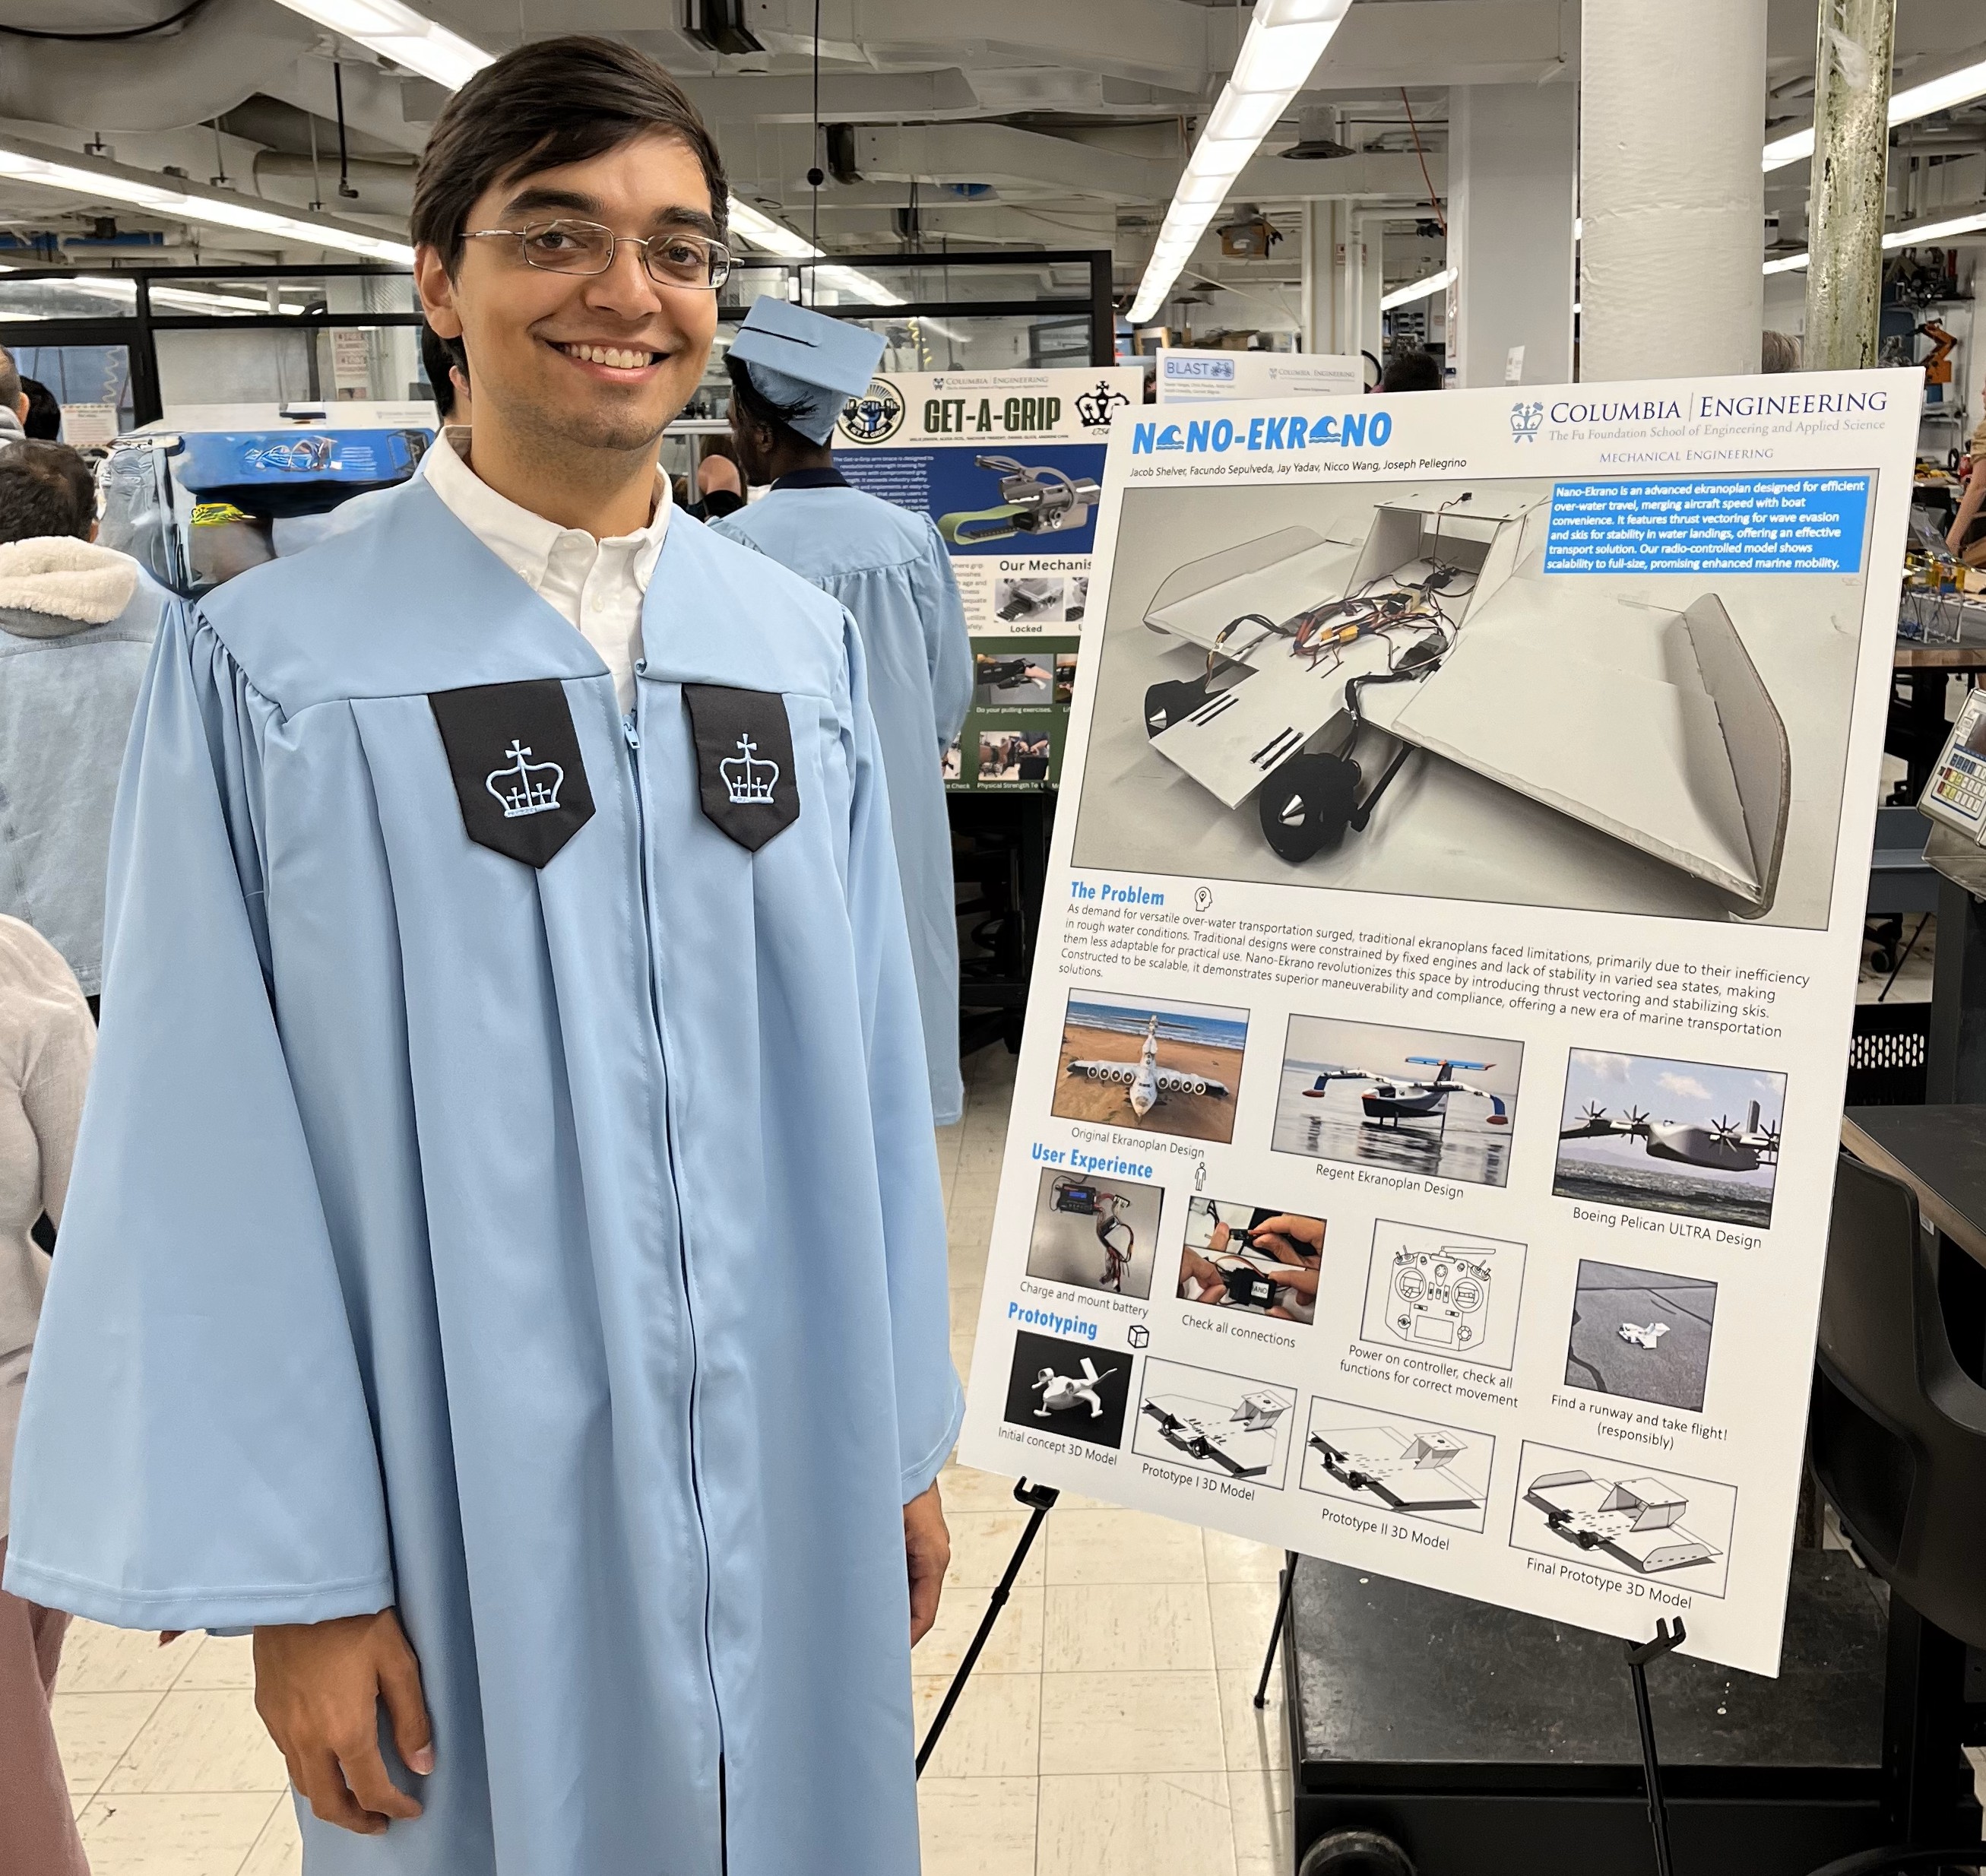 NANO-EKRANO
Jacob Shelver, Facundo Sepulveda, Jay Yadav, Nicco Wang, Joseph Pellegrino
COLUMBIA | ENGINEERING
The Fu Foundation School of Engineering and Applied Science
MECHANICAL ENGINEERING
Nano-Ekrano is an advanced ekranoplan designed for efficient
over-water travel, merging aircraft speed with boat
convenience. It features thrust vectoring for wave evasion
and skis for stability in water landings, offering an effective
transport solution. Our radio-controlled model shows
scalability to full-size, promising enhanced marine mobility.
The Problem
As demand for versatile over-water transportation surged, traditional ekranoplans faced limitations, primarily due to their inefficiency
in rough water conditions. Traditional designs were constrained by fixed engines and lack of stability in varied sea states, making
them less adaptable for practical use. Nano-Ekrano revolutionizes this space by introducing thrust vectoring and stabilizing skis.
Constructed to be scalable, it demonstrates superior maneuverability and compliance, offering a new era of marine transportation
solutions.
Original Ekranoplan Design
Regent Ekranoplan Design
Boeing Pelican ULTRA Design
User Experience
Charge and mount battery
Check all connections
Power on controller, check all
functions for correct movement
Find a runway and take flight!
(responsibly)
Prototyping
Initial concept 3D Model
Prototype I 3D Model
Prototype II 3D Model
Final Prototype 3D Model
COLUMBIA | ENGINEERING
GET-A-GRIP
Our Mechanis
Locked
Do your pulling exercises.
Physical Strength
BLAST